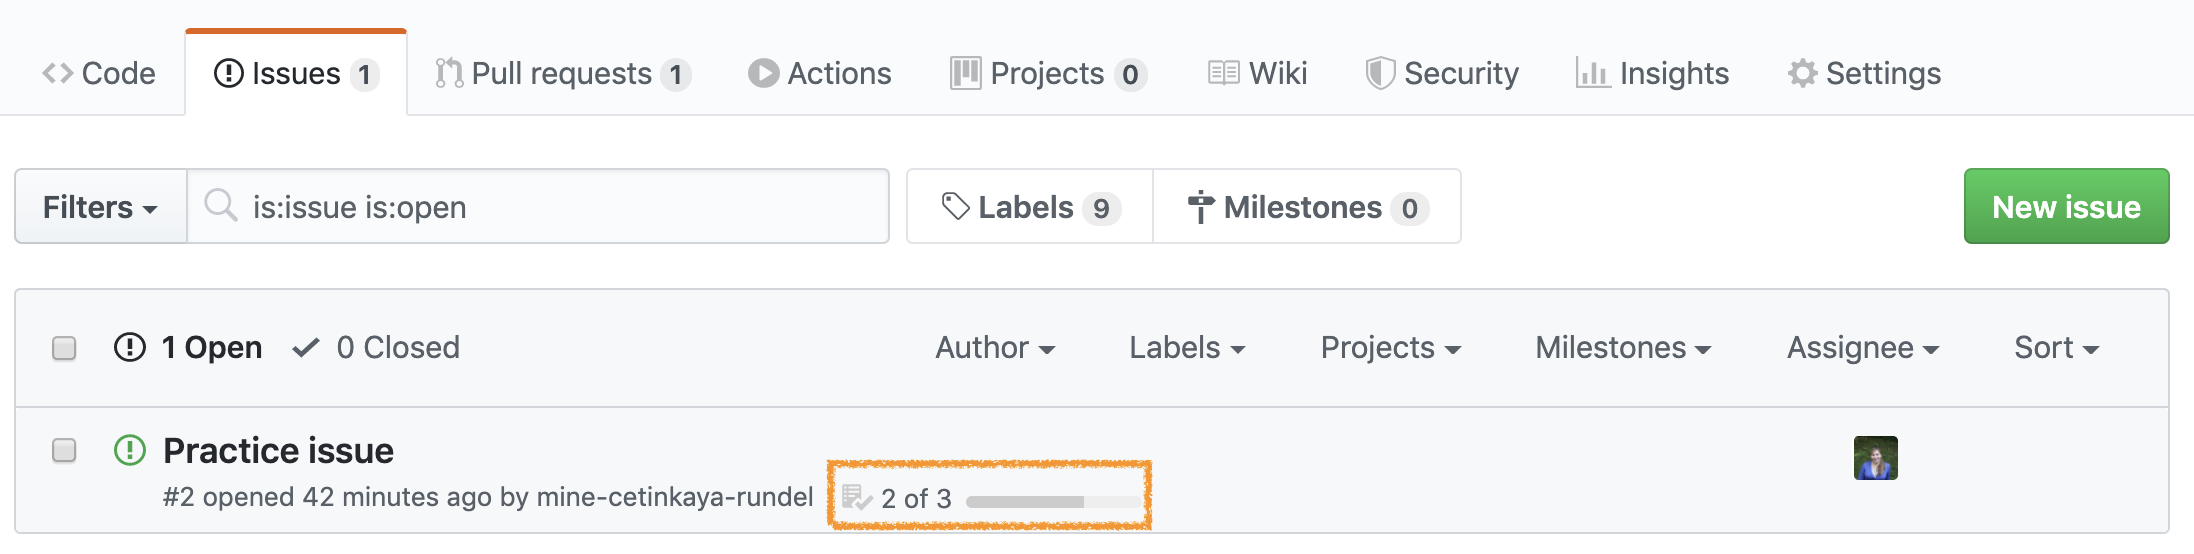 Code Issues 1 Pull requests 1 Actions Projects 0 Wiki Security Insights Settings
Filters is:issue is:open Labels 9 Milestones 0 New issue
1 Open 0 Closed Author Labels Projects Milestones Assignee Sort
Practice issue
#2 opened 42 minutes ago by mine-cetinkaya-rundel 2 of 3